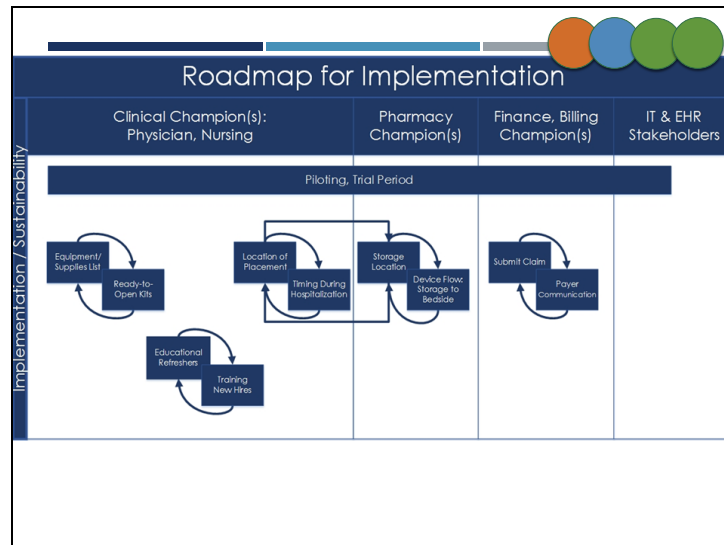 Roadmap for Implementation
Clinical Champion(s):
Physician, Nursing
Pharmacy
Champion(s)
Finance, Billing
Champion(s)
IT & EHR
Stakeholders
Implementation / Sustainability
Piloting, Trial Period
Equipment/
Supplies List
Ready-to-
Open Kits
Location of
Placement
Timing During
Hospitalization
Storage
Location
Device Flow:
Storage to
Bedside
Submit Claim
Payer
Communication
Educational
Refreshers
Training
New Hires